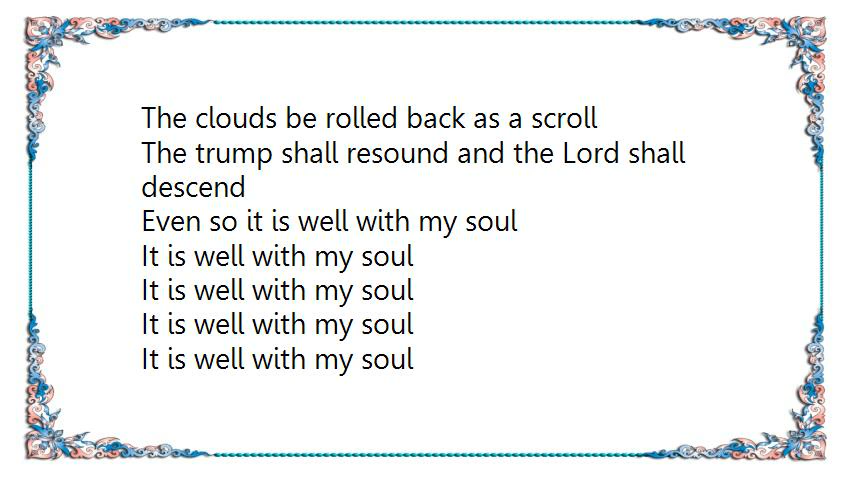 The clouds be rolled back as a scroll
The trump shall resound and the Lord shall
descend
Even so it is well with my soul
It is well with my soul
It is well with my soul
It is well with my soul
It is well with my soul